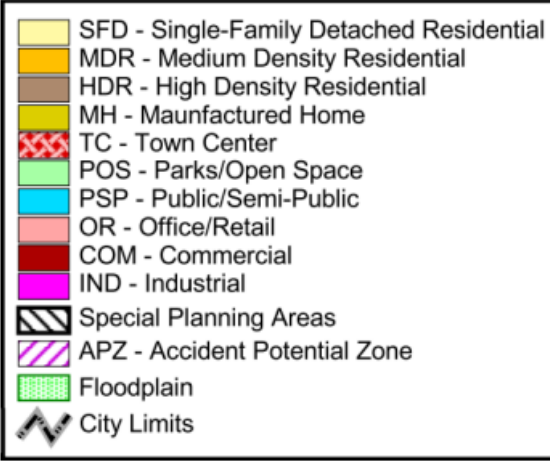 SFD - Single-Family Detached Residential
MDR - Medium Density Residential
HDR - High Density Residential
MH - Maunfactured Home
TC - Town Center
POS - Parks/Open Space
PSP - Public/Semi-Public
OR - Office/Retail
COM - Commercial
IND - Industrial
Special Planning Areas
APZ - Accident Potential Zone
Floodplain
City Limits